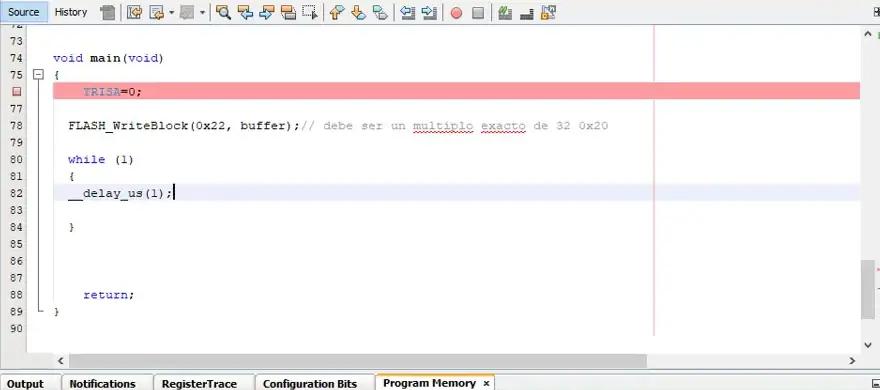 Source History
72
73
74 void main(void)
75 {
TRISA=0;
77
78 FLASH_WriteBlock(0x22, buffer);// debe ser un multiplo exacto de 32 0x20
79
80 while (1)
81 {
82 __delay_us(1);
83
84 }
85
86
87
88 return;
89 }
90
Output Notifications RegisterTrace Configuration Bits Program Memory ×